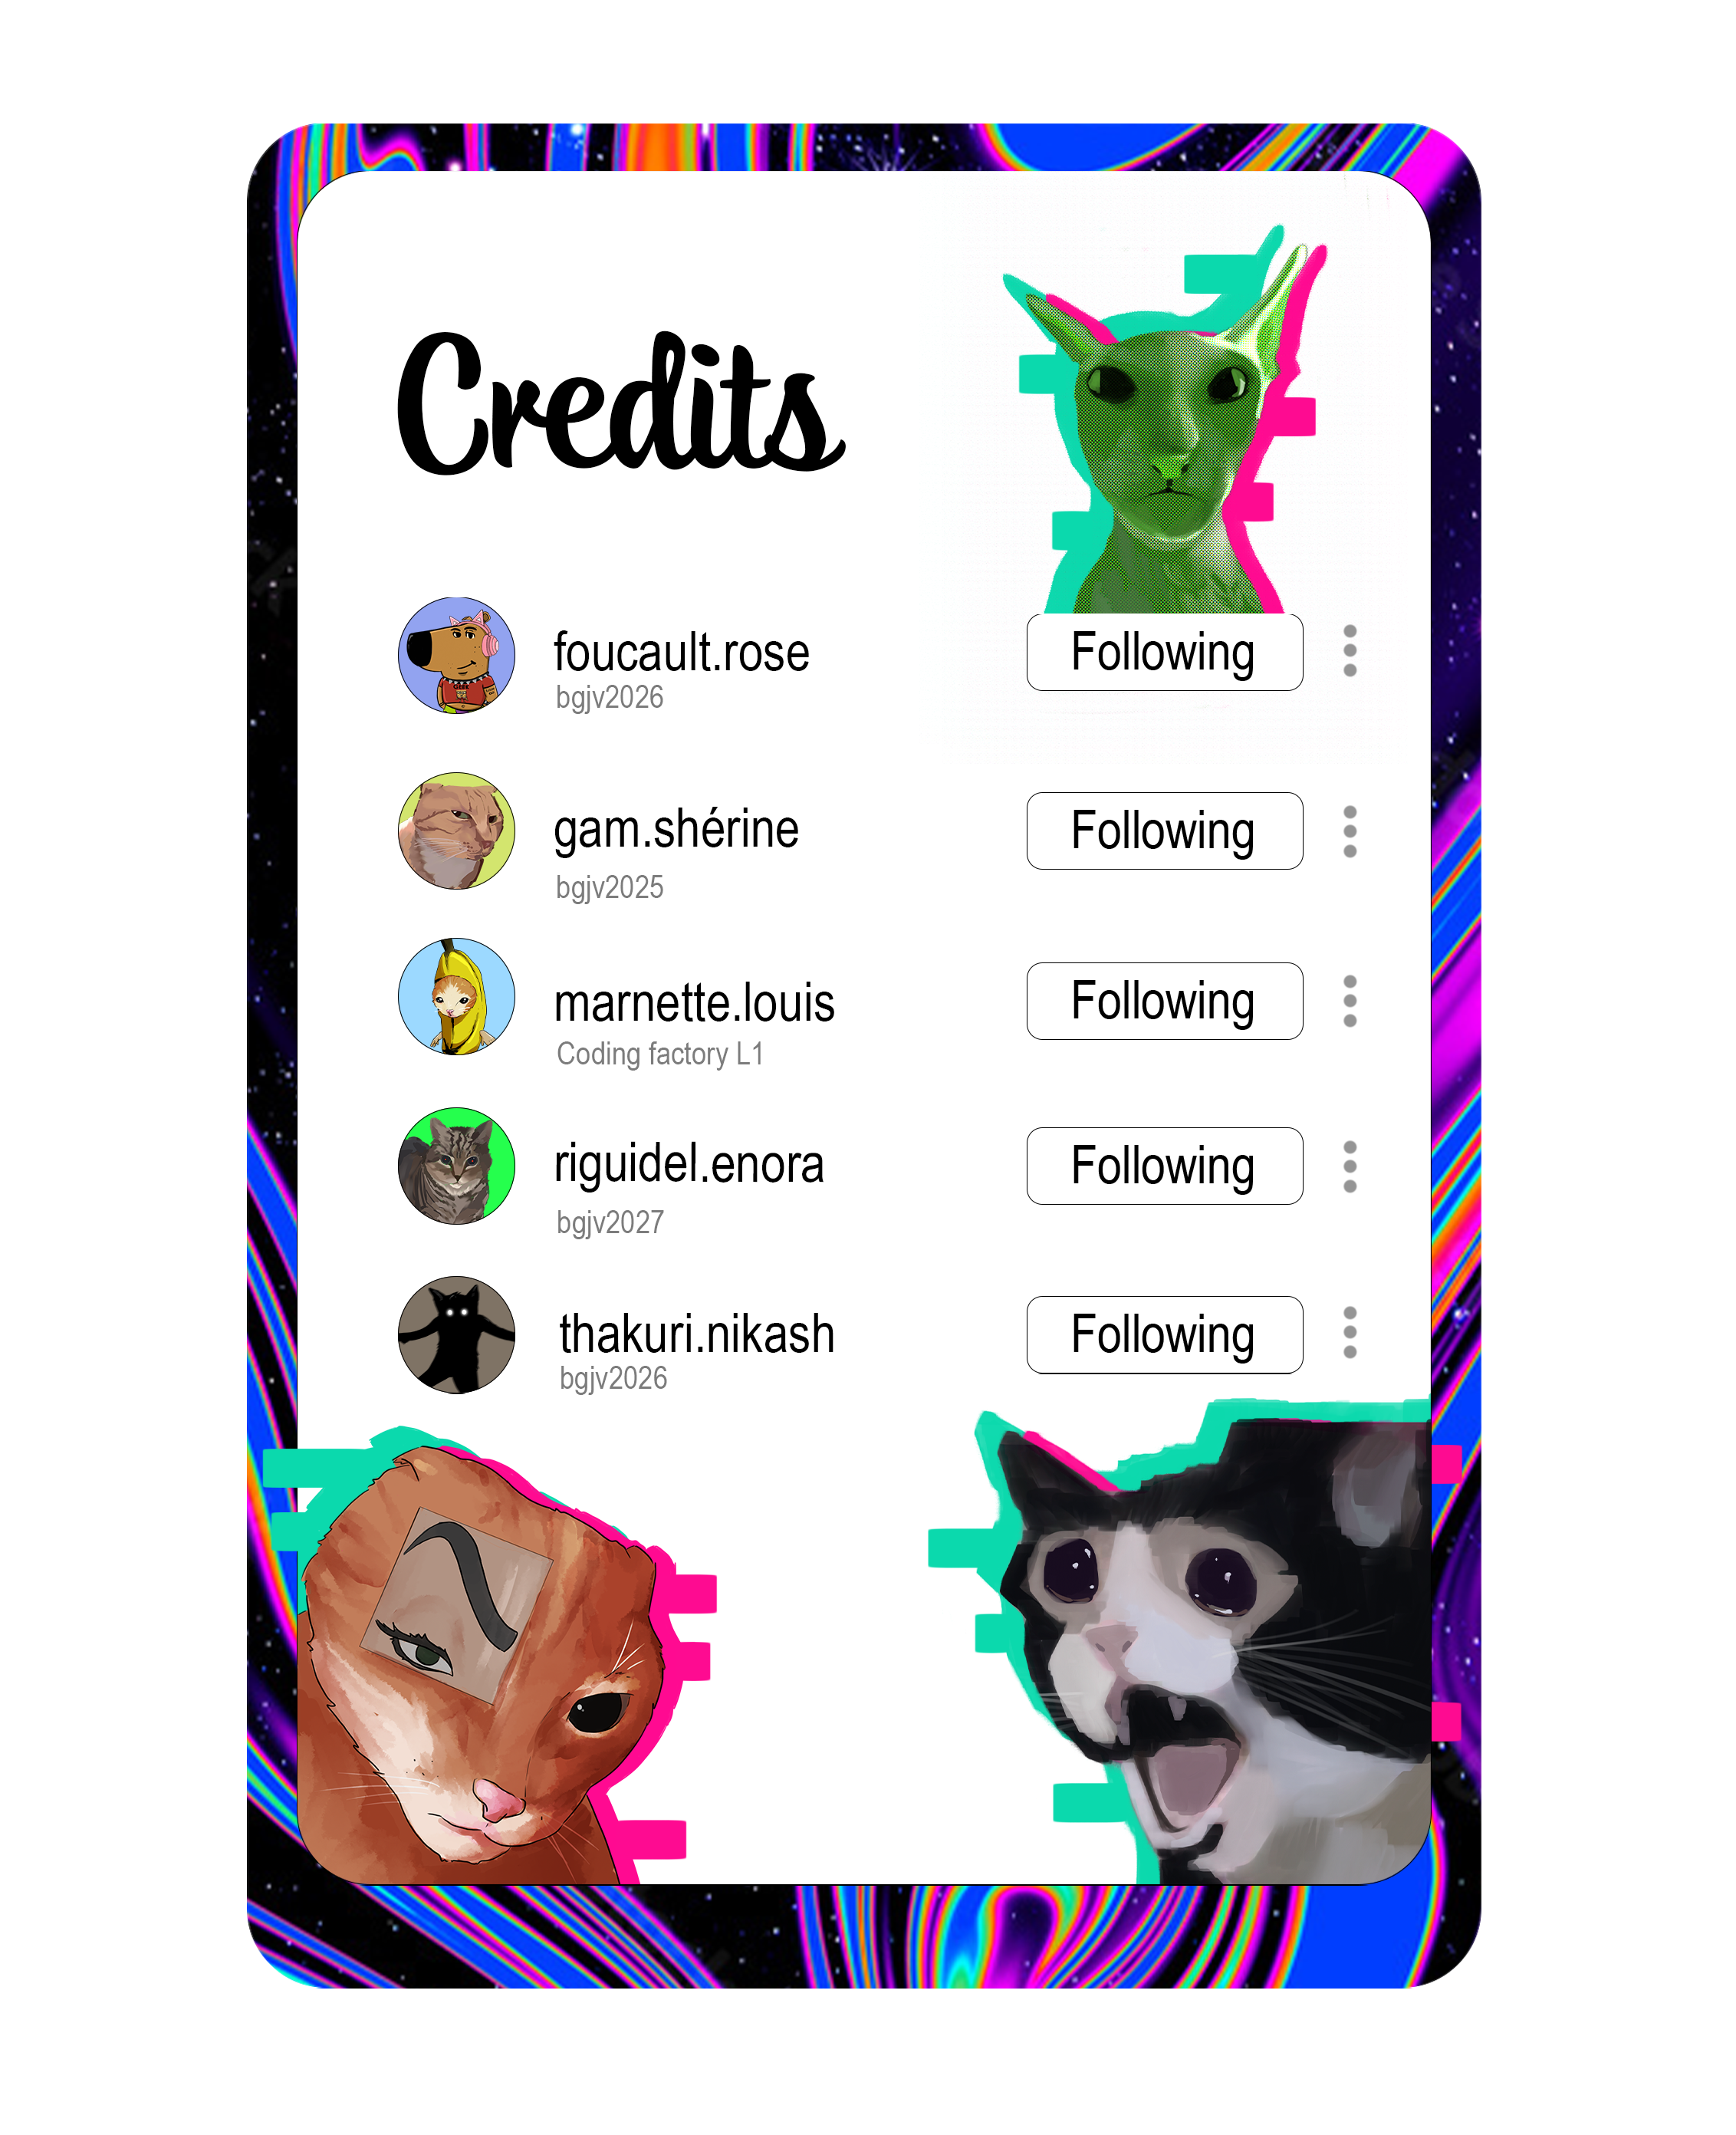 Credits
foucault.rose
bgjv2026
Following
gam.shérine
bgjv2025
Following
marnette.louis
Coding factory L1
Following
riguidel.enora
bgjv2027
Following
thakuri.nikash
bgjv2026
Following